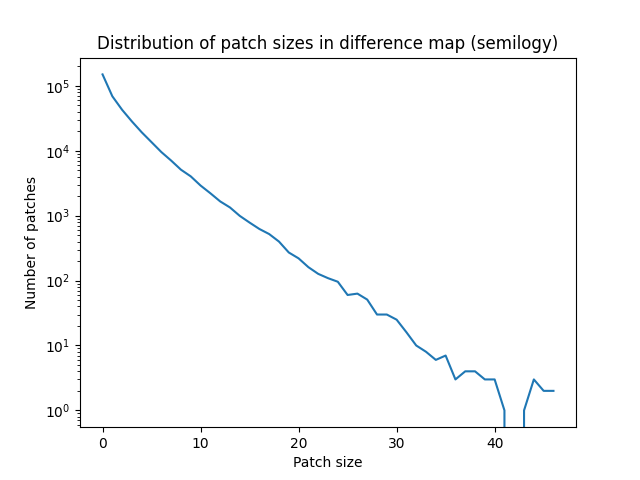 Distribution of patch sizes in difference map (semilogy)
Number of patches
10^5
10^4
10^3
10^2
10^1
10^0
0 10 20 30 40
Patch size